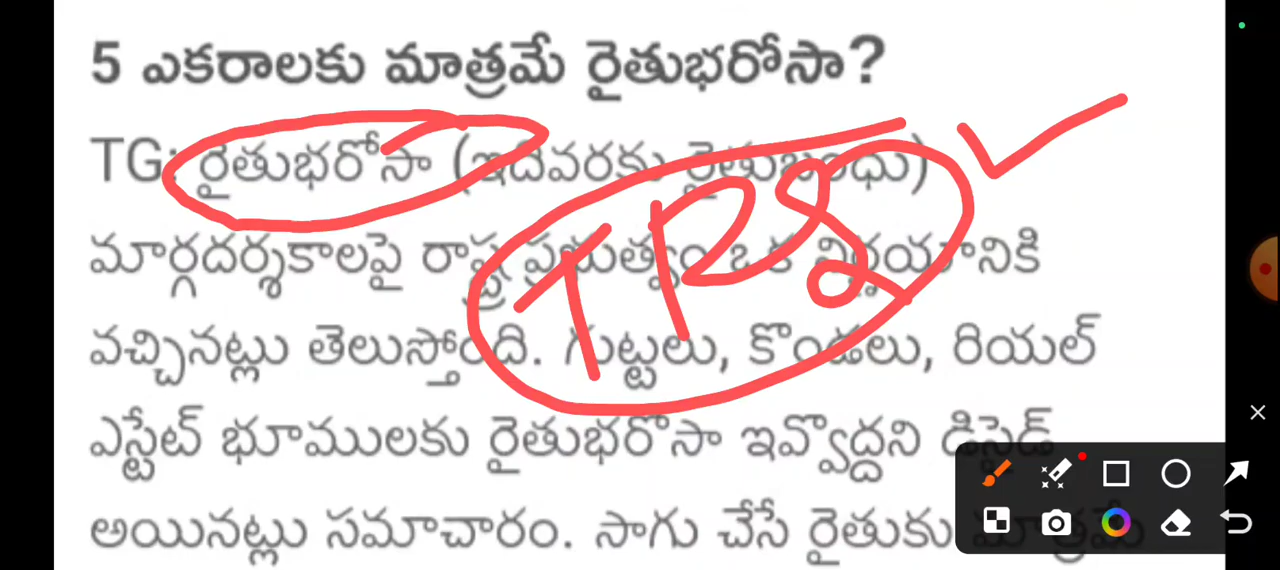 5 ఎకరాలకు మాత్రమే రైతుభరోసా?
TG: రైతుభరోసా (ఇదివరకు రైతుబంధు)
మార్గదర్శకాలపై రాష్ట్ర ప్రభుత్వం ఒక నిర్ణయానికి
వచ్చినట్లు తెలుస్తోంది. గుట్టలు, కొండలు, రియల్
ఎస్టేట్ భూములకు రైతుభరోసా ఇవ్వొద్దని డిసైడ్
అయినట్లు సమాచారం. సాగు చేసే రైతుకు మాత్రమే
TRS